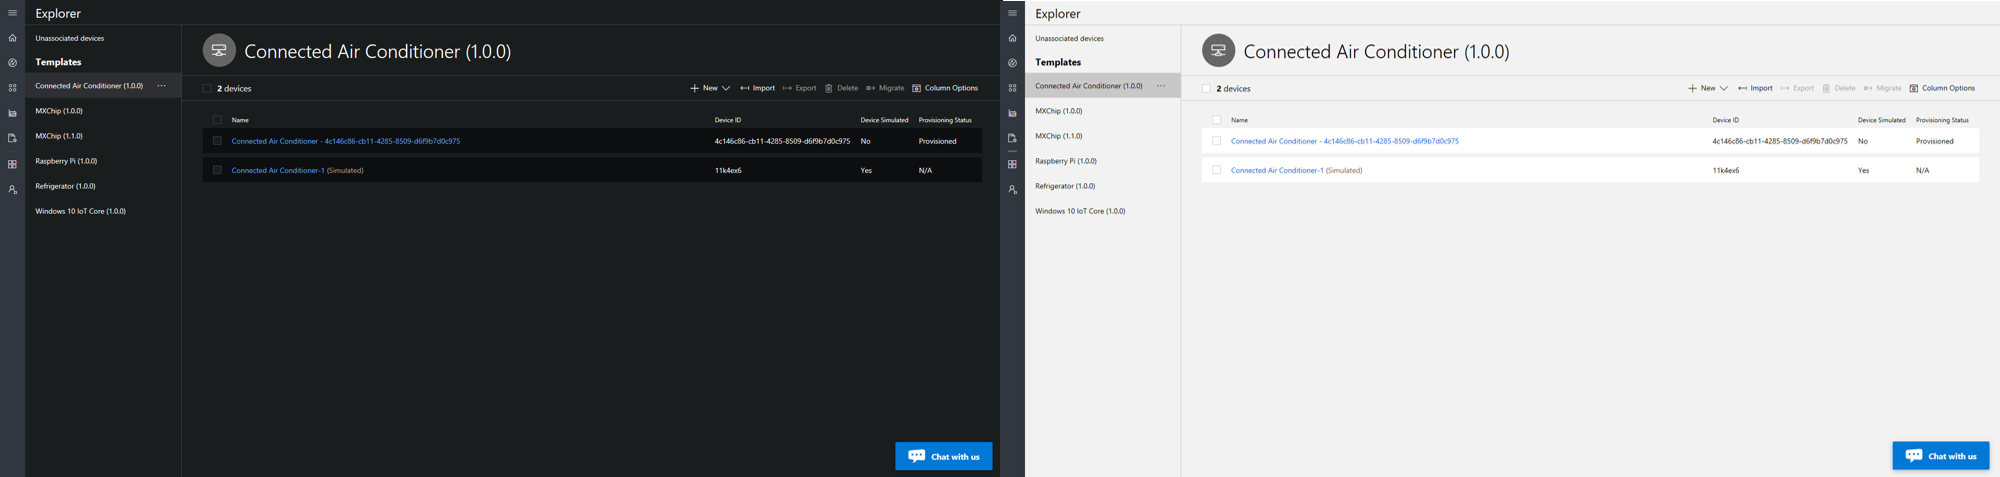 Explorer
Unassociated devices
Templates
Connected Air Conditioner (1.0.0) ...
MXChip (1.0.0)
MXChip (1.1.0)
Raspberry Pi (1.0.0)
Refrigerator (1.0.0)
Windows 10 IoT Core (1.0.0)
Connected Air Conditioner (1.0.0)
2 devices
New Import Export Delete Migrate Column Options
Name Device ID Device Simulated Provisioning Status
Connected Air Conditioner - 4c146c86-cb11-4285-8509-d6f9b7d0c975 4c146c86-cb11-4285-8509-d6f9b7d0c975 No Provisioned
Connected Air Conditioner-1 (Simulated) 11k4ex6 Yes N/A
Chat with us
Explorer
Unassociated devices
Templates
Connected Air Conditioner (1.0.0) ...
MXChip (1.0.0)
MXChip (1.1.0)
Raspberry Pi (1.0.0)
Refrigerator (1.0.0)
Windows 10 IoT Core (1.0.0)
Connected Air Conditioner (1.0.0)
2 devices
New Import Export Delete Migrate Column Options
Name Device ID Device Simulated Provisioning Status
Connected Air Conditioner - 4c146c86-cb11-4285-8509-d6f9b7d0c975 4c146c86-cb11-4285-8509-d6f9b7d0c975 No Provisioned
Connected Air Conditioner-1 (Simulated) 11k4ex6 Yes N/A
Chat with us